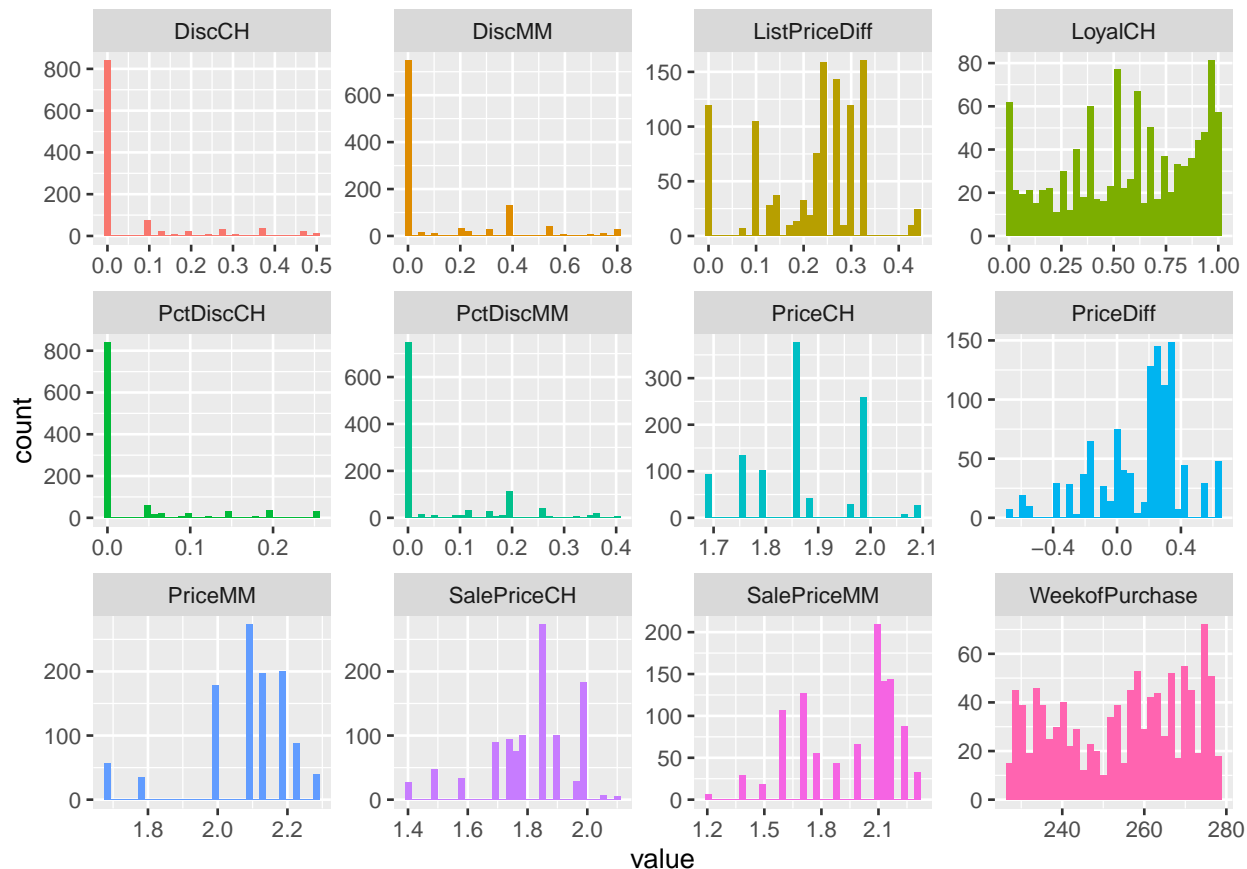 DiscCH DiscMM ListPriceDiff LoyalCH
800
600
400
200
0
0.0 0.1 0.2 0.3 0.4 0.5
600
400
200
0
0.0 0.2 0.4 0.6 0.8
150
100
50
0
0.0 0.1 0.2 0.3 0.4
80
60
40
20
0
0.00 0.25 0.50 0.75 1.00
PctDiscCH PctDiscMM PriceCH PriceDiff
800
600
400
200
0
0.0 0.1 0.2
600
400
200
0
0.0 0.1 0.2 0.3 0.4
300
200
100
0
1.7 1.8 1.9 2.0 2.1
150
100
50
0
−0.4 0.0 0.4
PriceMM SalePriceCH SalePriceMM WeekofPurchase
200
100
0
1.8 2.0 2.2
200
100
0
1.4 1.6 1.8 2.0
200
150
100
50
0
1.2 1.5 1.8 2.1
60
40
20
0
240 260 280
count
value